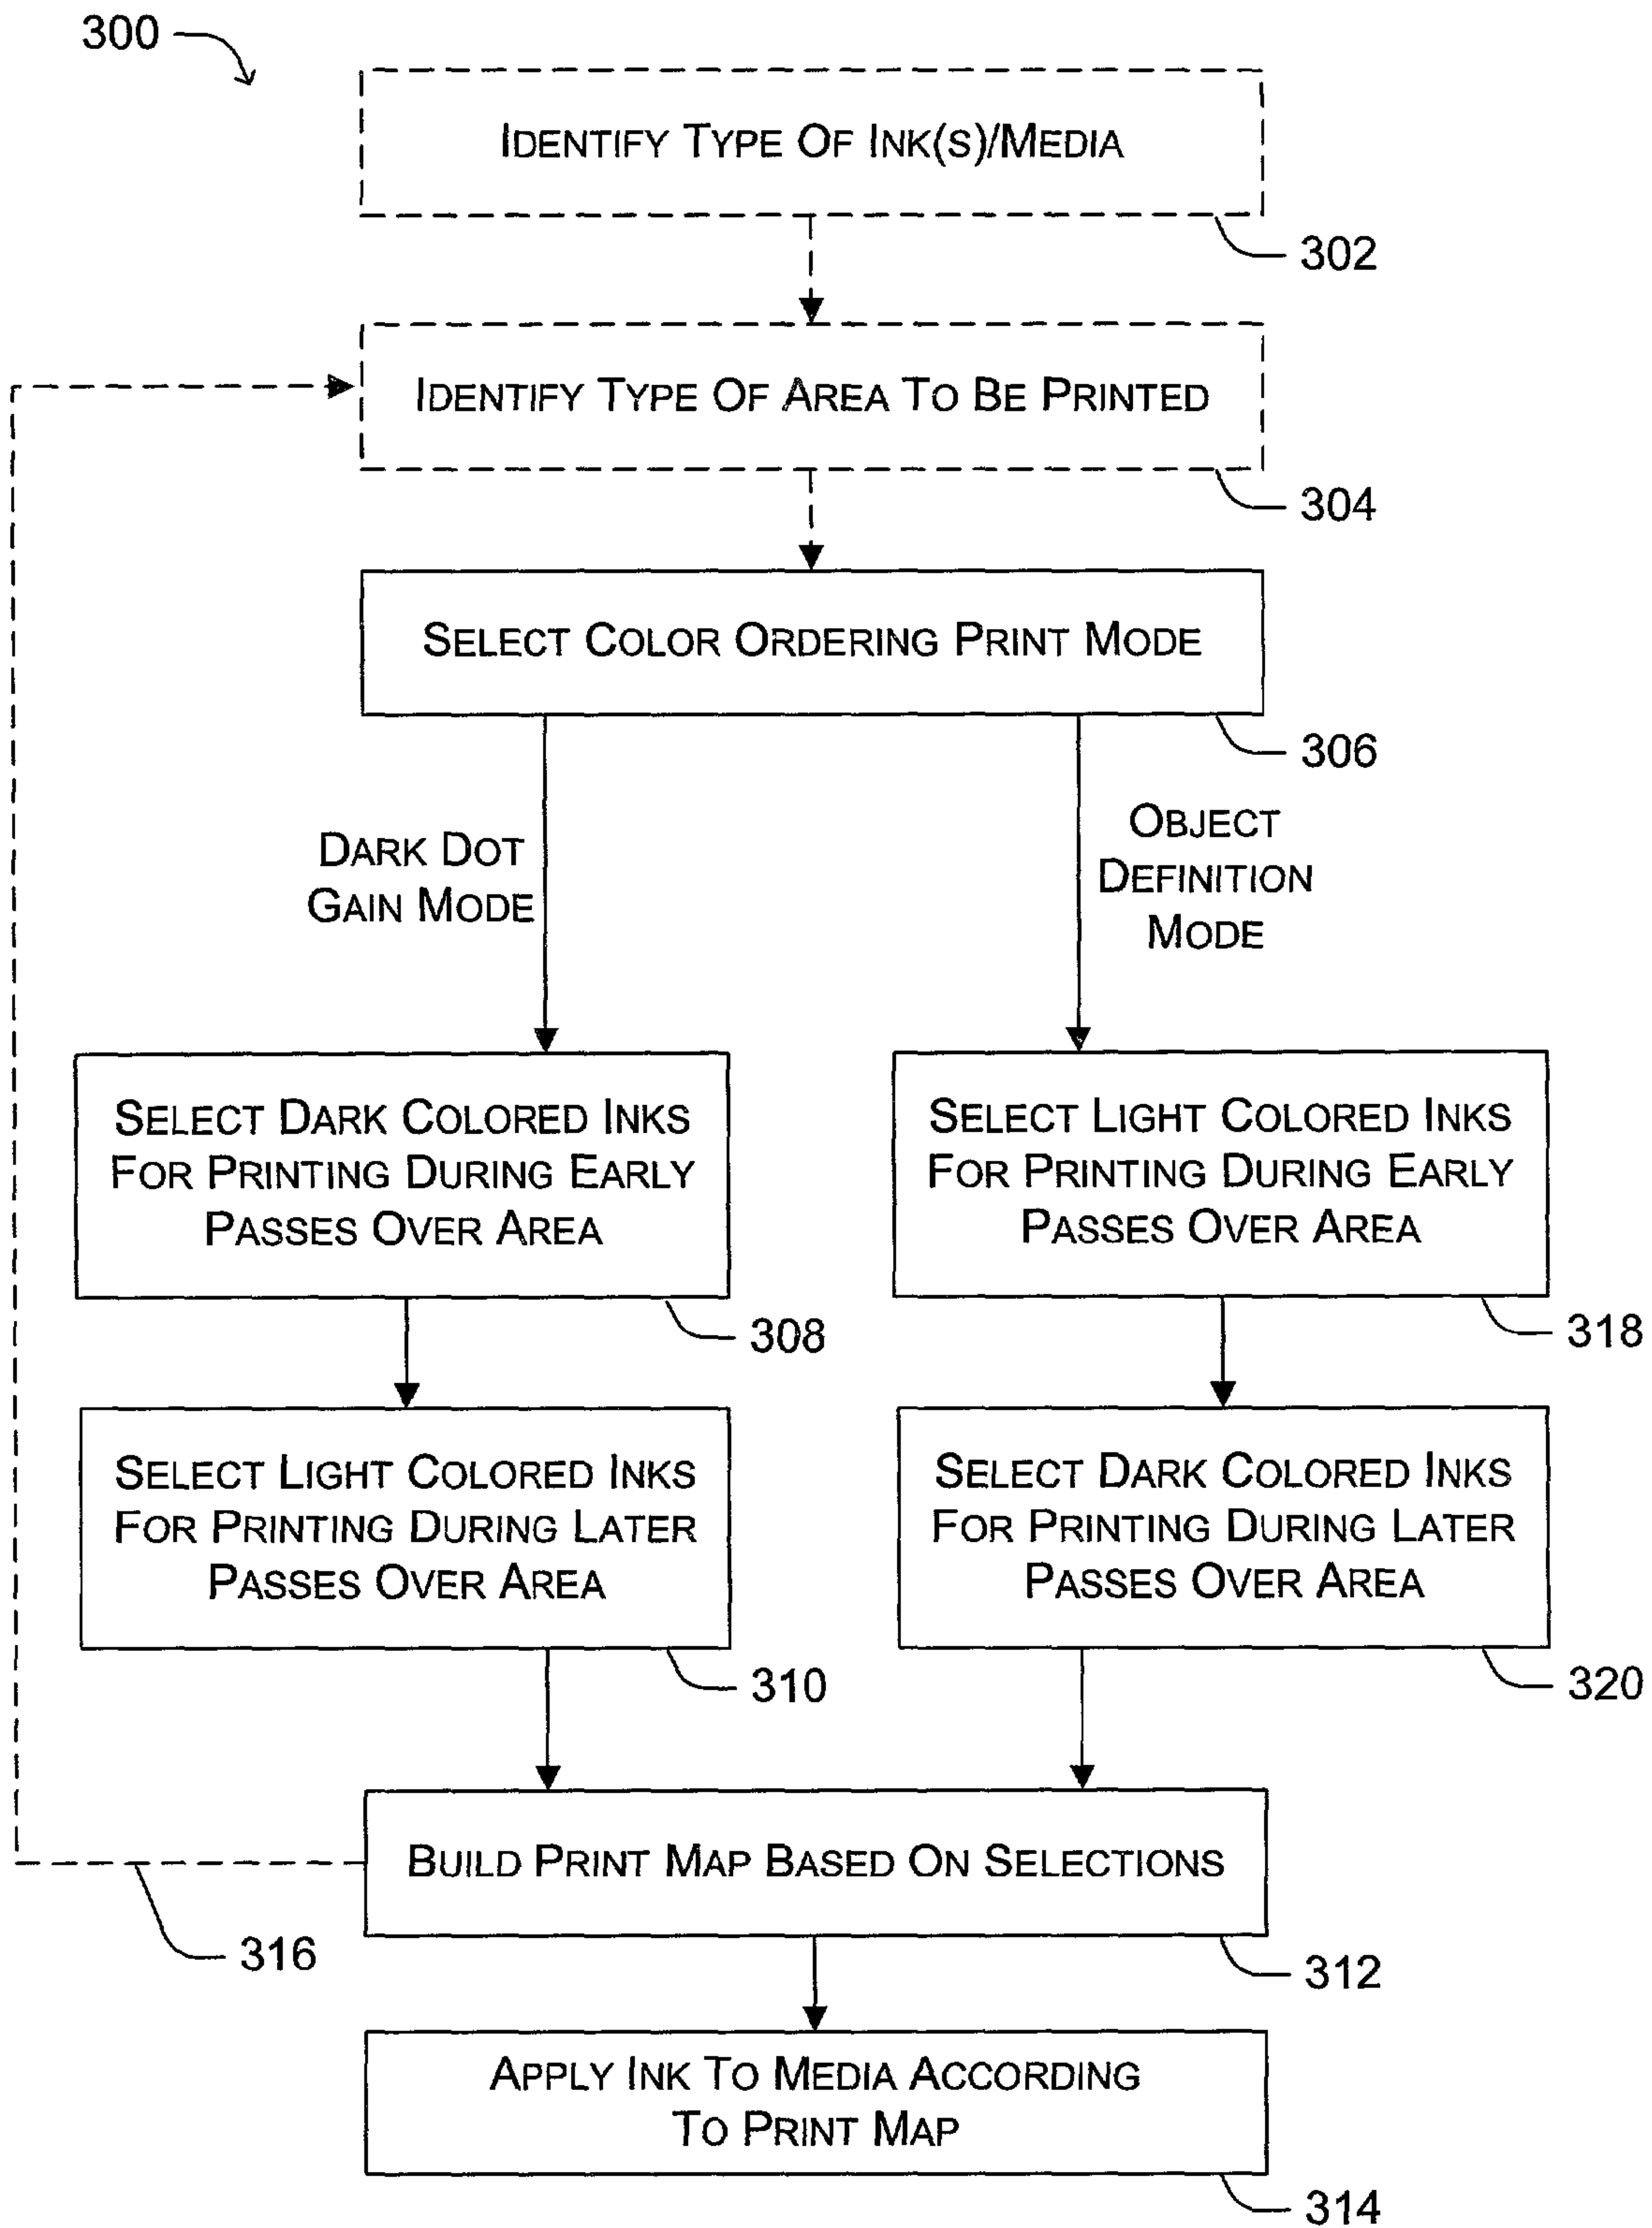 300
IDENTIFY TYPE OF INK(S)/MEDIA
302
IDENTIFY TYPE OF AREA TO BE PRINTED
304
SELECT COLOR ORDERING PRINT MODE
306
DARK DOT
GAIN MODE
OBJECT
DEFINITION
MODE
SELECT DARK COLORED INKS
FOR PRINTING DURING EARLY
PASSES OVER AREA
308
SELECT LIGHT COLORED INKS
FOR PRINTING DURING EARLY
PASSES OVER AREA
318
SELECT LIGHT COLORED INKS
FOR PRINTING DURING LATER
PASSES OVER AREA
310
SELECT DARK COLORED INKS
FOR PRINTING DURING LATER
PASSES OVER AREA
320
BUILD PRINT MAP BASED ON SELECTIONS
316
312
APPLY INK TO MEDIA ACCORDING
TO PRINT MAP
314